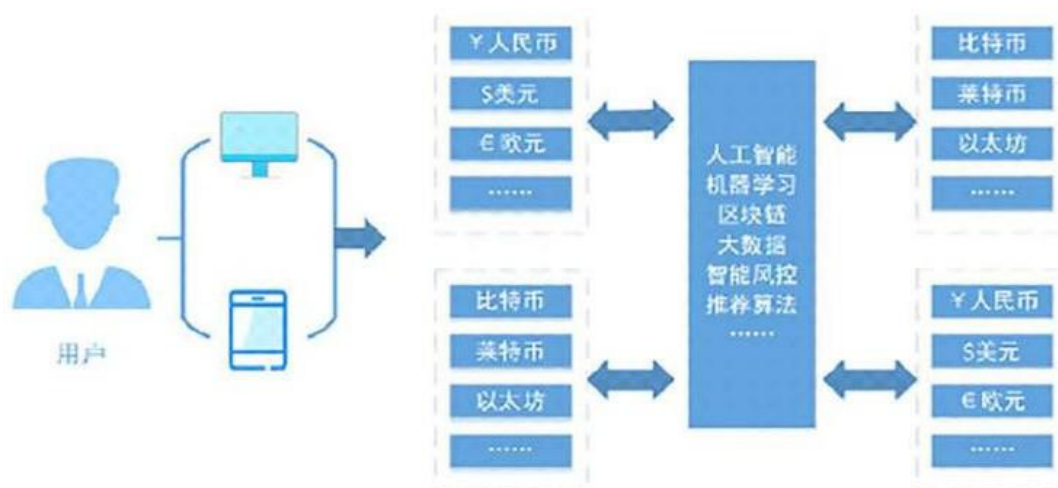 用户
¥人民币
$美元
€欧元
......
比特币
莱特币
以太坊
......
人工智能
机器学习
区块链
大数据
智能风控
推荐算法
......
比特币
莱特币
以太坊
......
¥人民币
$美元
€欧元
......